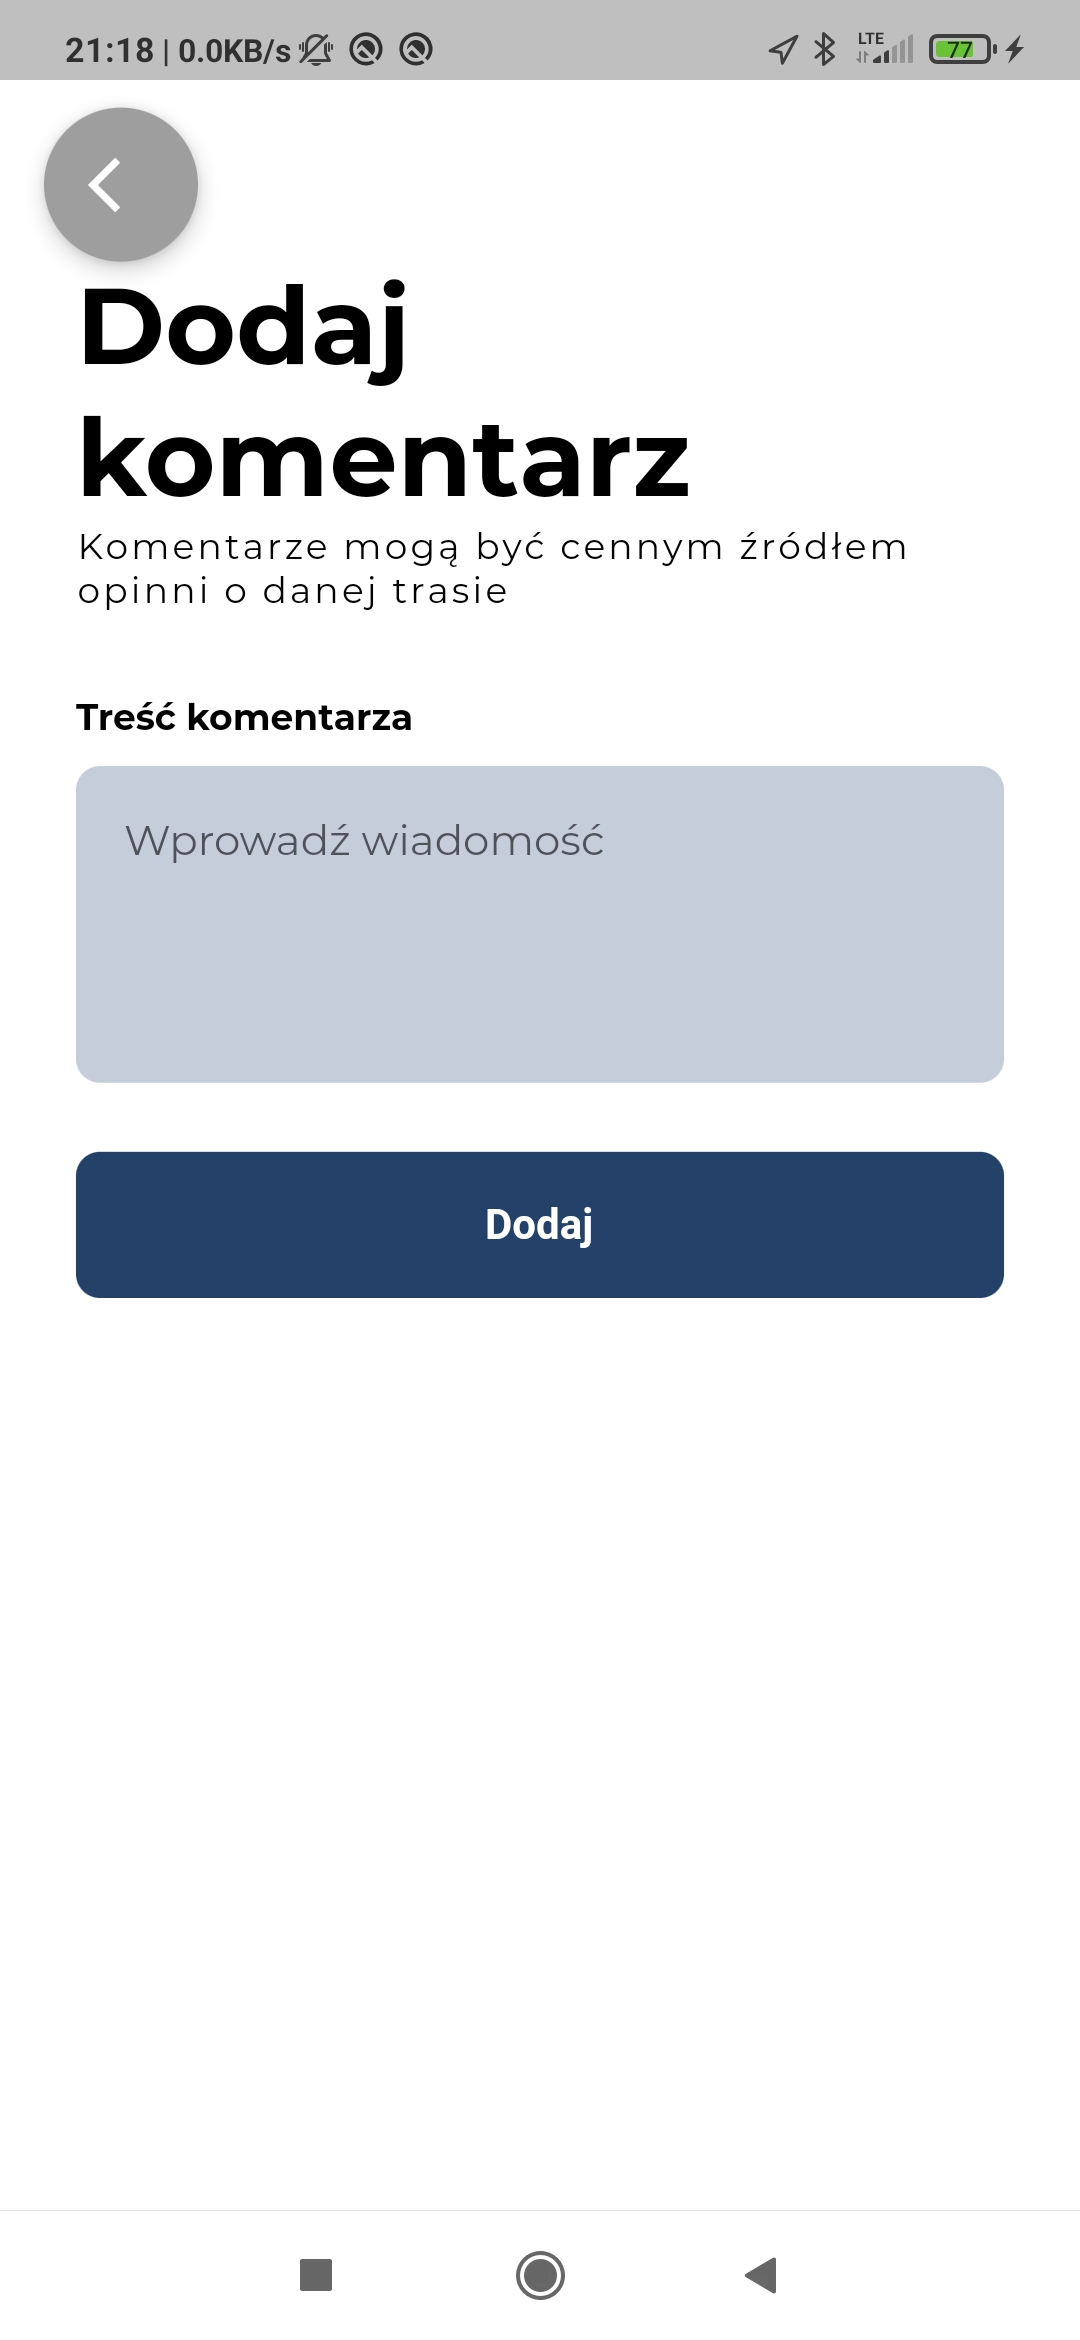 21:18 | 0.0KB/s
LTE
77
Dodaj
komentarz
Komentarze mogą być cennym źródłem
opinni o danej trasie
Treść komentarza
Wprowadź wiadomość
Dodaj